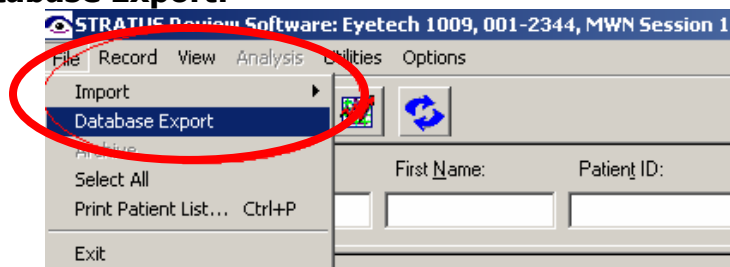 tabase Export.
STRATUS Review Software: Eyetech 1009, 001-2344, MWN Session 1
File Record View Analysis Utilities Options
Import
Database Export
Archive
Select All
Print Patient List... Ctrl+P
Exit
First Name: Patient ID: